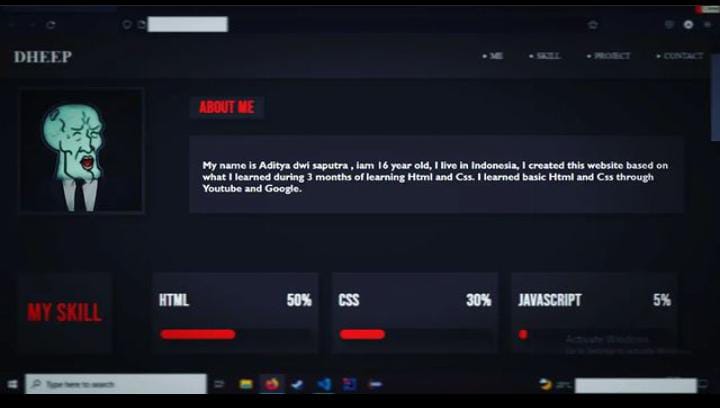 DHEEP
• ME • SKILL • PROJECT • CONTACT
ABOUT ME
My name is Aditya dwi saputra , iam 16 year old, I live in Indonesia, I created this website based on
what I learned during 3 months of learning Html and Css. I learned basic Html and Css through
Youtube and Google.
MY SKILL
HTML 50%
CSS 30%
JAVASCRIPT 5%
Activate Windows
Go to Settings to activate Windows.
Type here to search